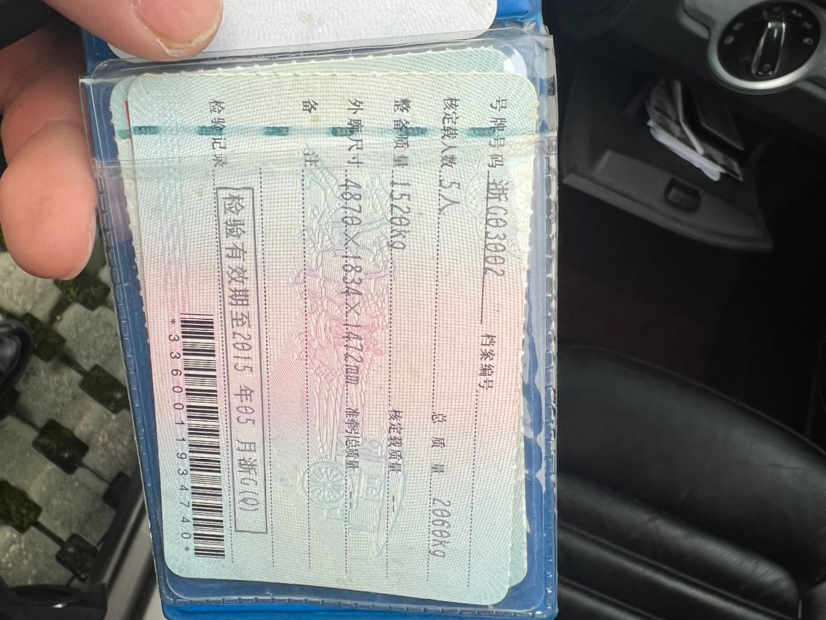 号牌号码 浙G03002 档案编号
核定载人数 5人 总质量 2060kg
整备质量 1520kg 核定载质量 --
外廓尺寸 4870×1834×1472mm 准牵引总质量 --
备注
检验记录 检验有效期至2015年05月浙G(0)
*3360011934740*